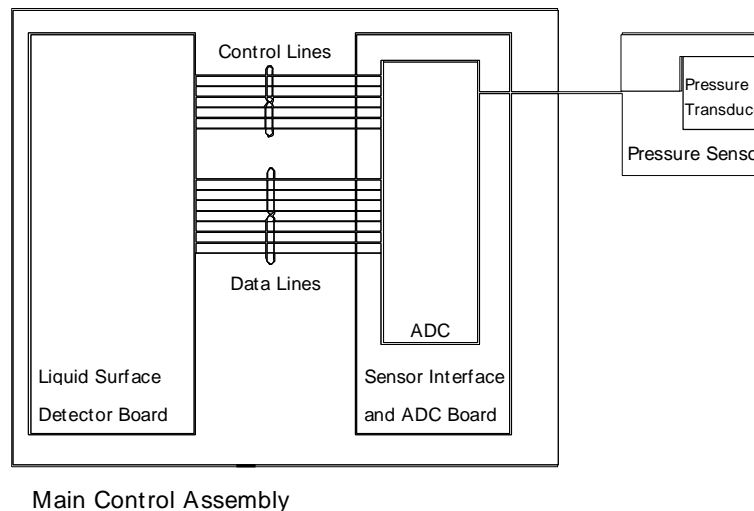 Control Lines
Pressure
Transduc
Pressure Senso
Data Lines
ADC
Liquid Surface
Detector Board
Sensor Interface
and ADC Board
Main Control Assembly